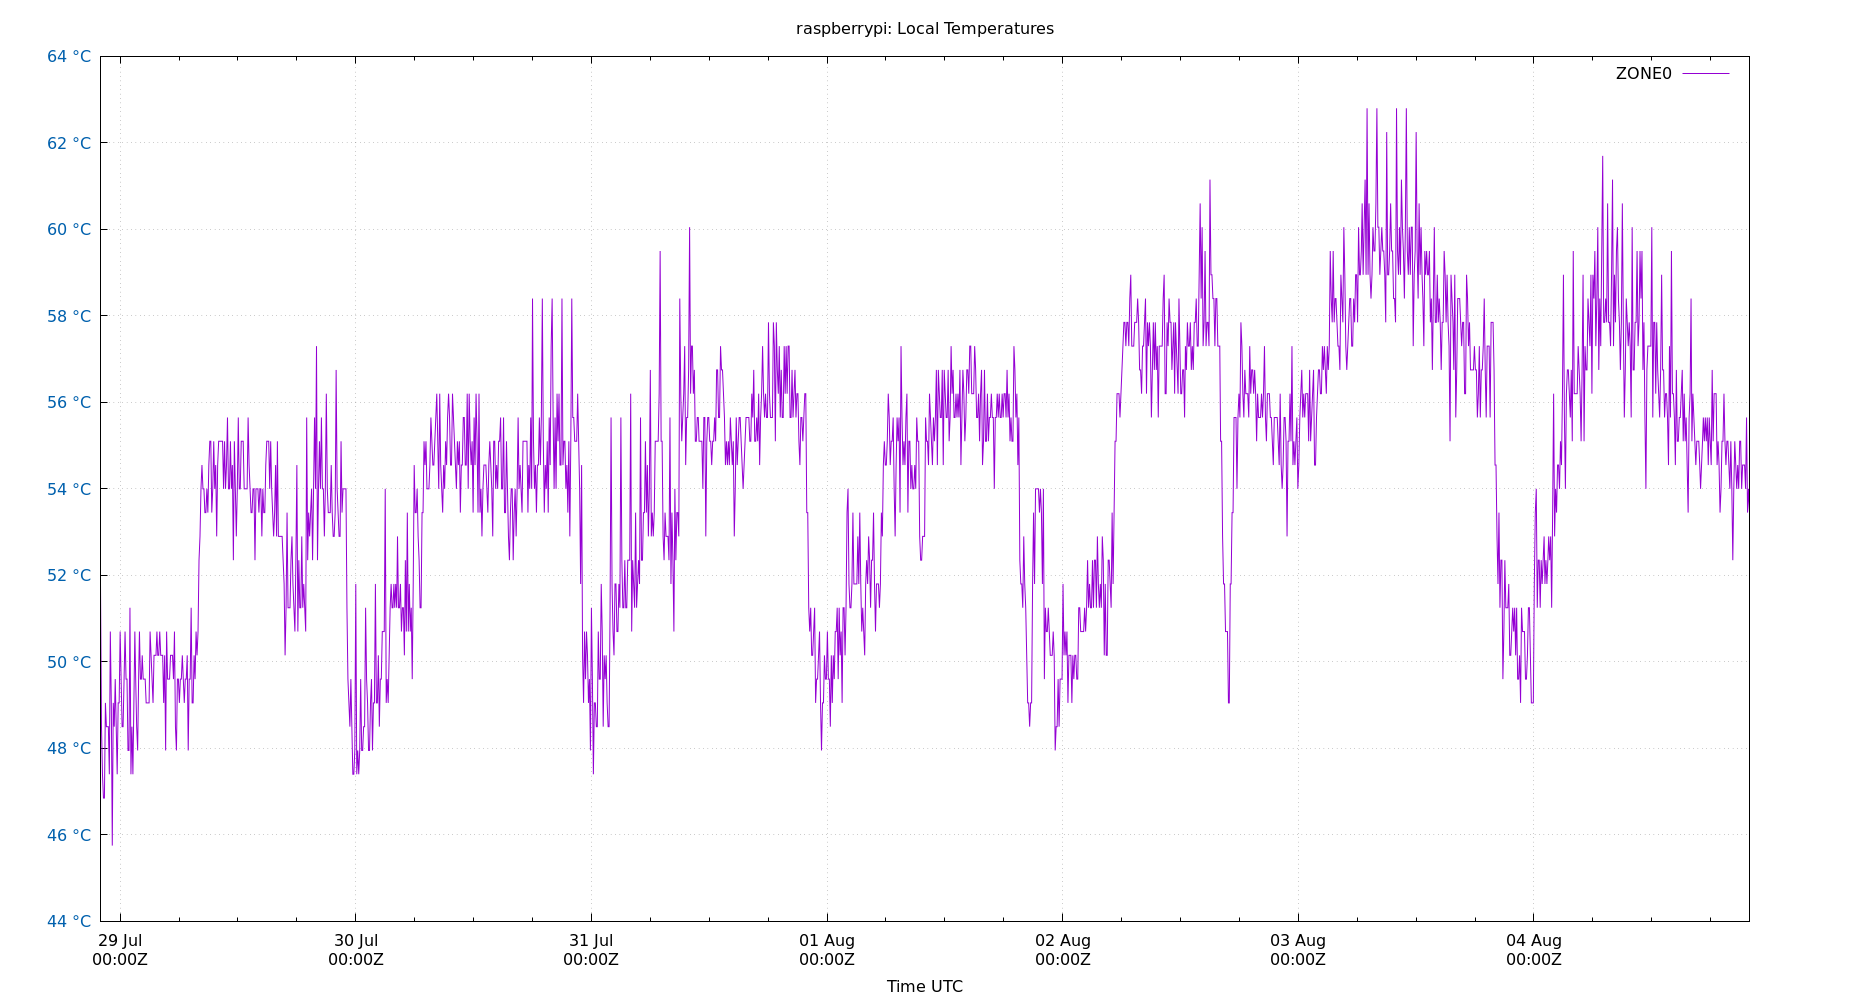 raspberrypi: Local Temperatures
64 °C
ZONE0
62 °C
60 °C
58 °C
56 °C
54 °C
52 °C
50 °C
48 °C
46 °C
44 °C
29 Jul 30 Jul 31 Jul 01 Aug 02 Aug 03 Aug 04 Aug
00:00Z 00:00Z 00:00Z 00:00Z 00:00Z 00:00Z 00:00Z
Time UTC